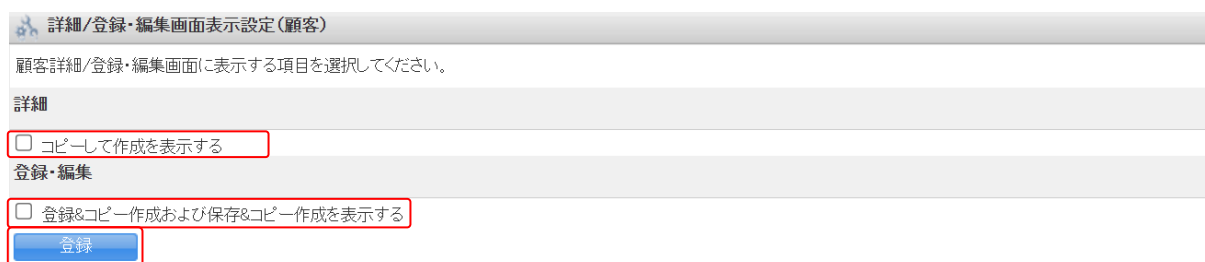 詳細/登録・編集画面表示設定(顧客)
顧客詳細/登録・編集画面に表示する項目を選択してください。
詳細
コピーして作成を表示する
登録・編集
登録&コピー作成および保存&コピー作成を表示する
登録